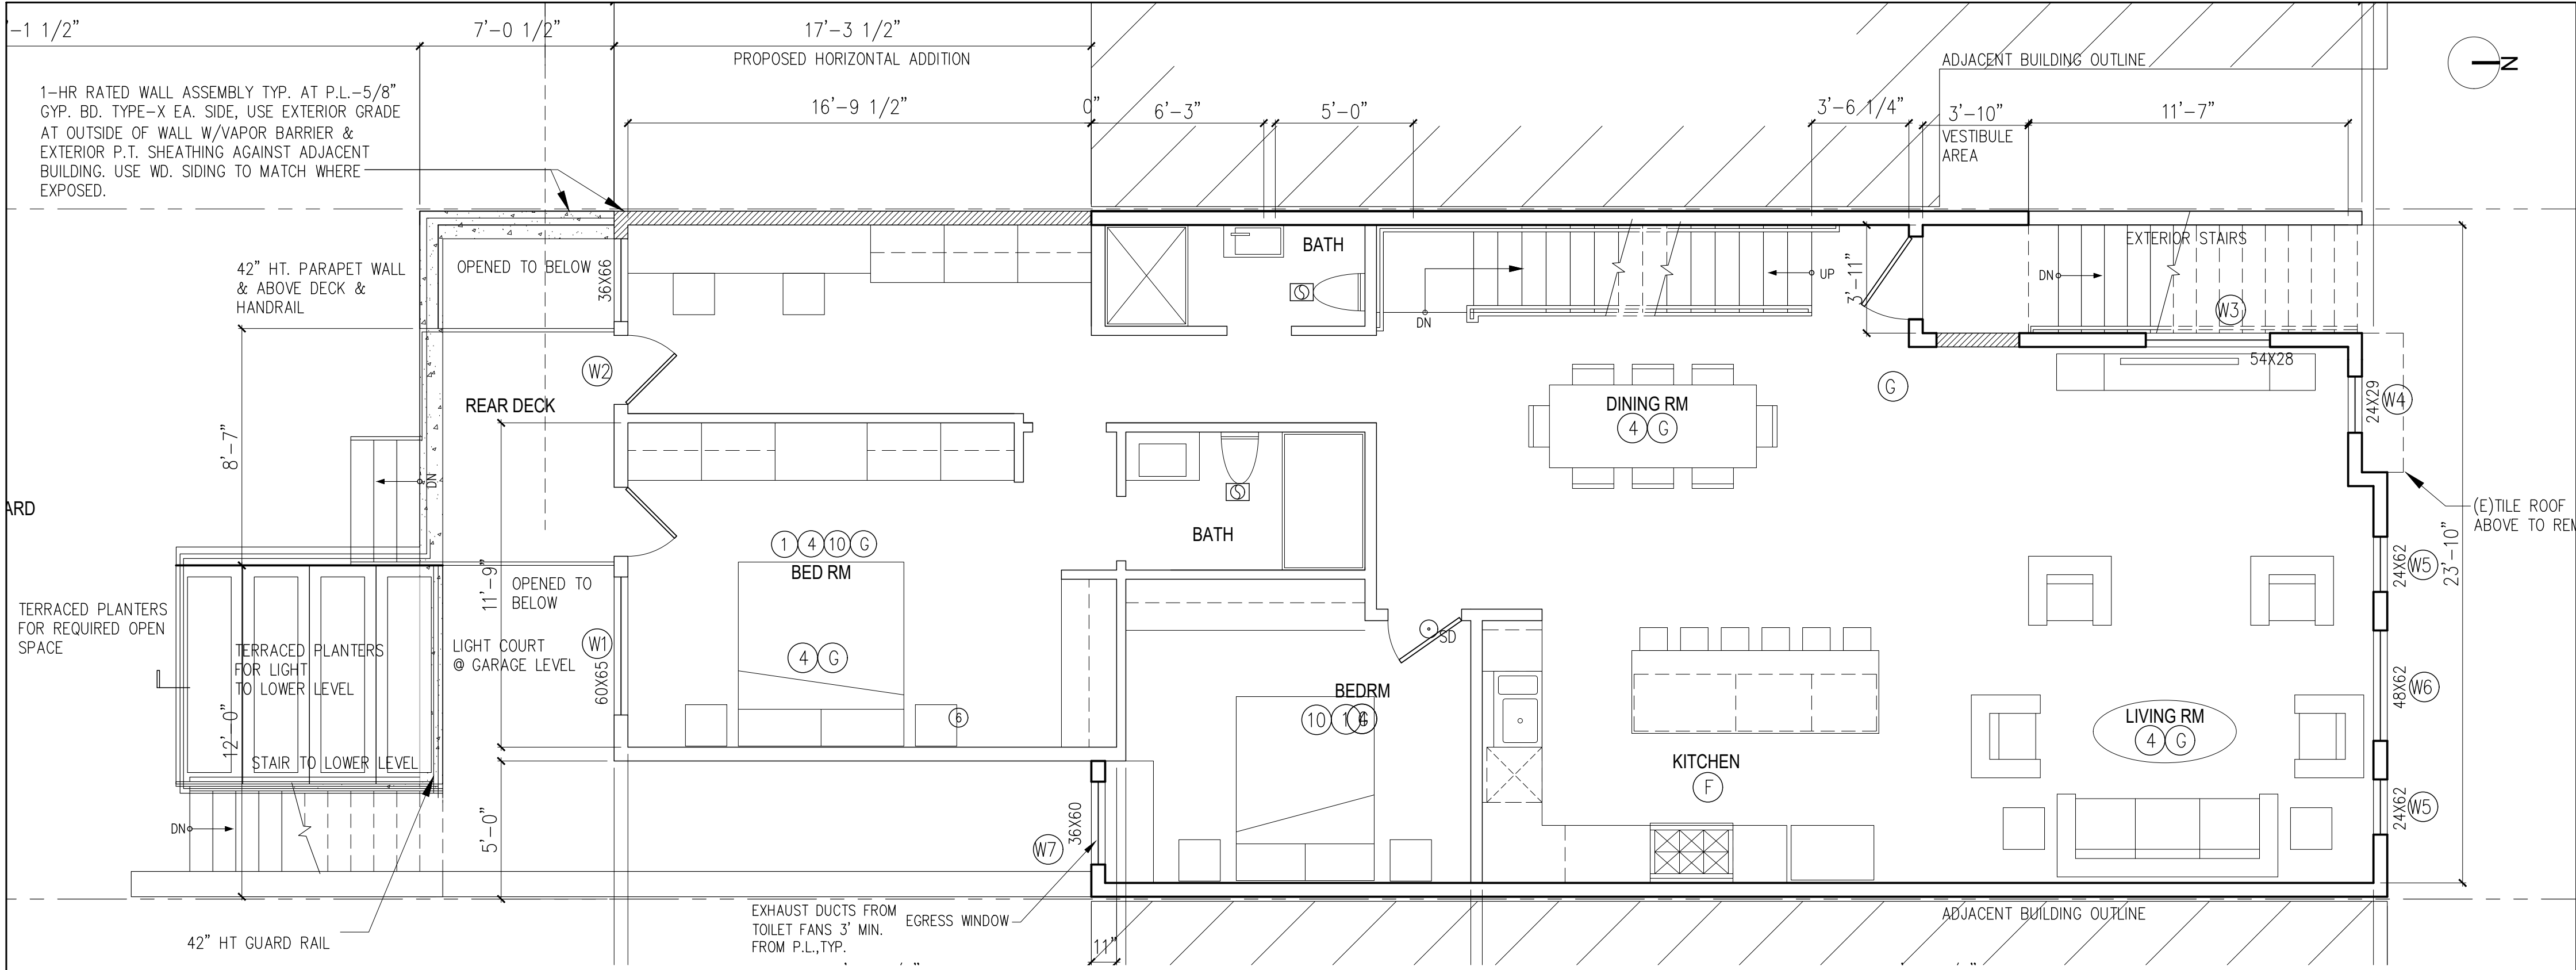 '-1 1/2"
7'-0 1/2"
17'-3 1/2"
PROPOSED HORIZONTAL ADDITION
ADJACENT BUILDING OUTLINE
N
1-HR RATED WALL ASSEMBLY TYP. AT P.L.-5/8"
GYP. BD. TYPE-X EA. SIDE, USE EXTERIOR GRADE
AT OUTSIDE OF WALL W/VAPOR BARRIER &
EXTERIOR P.T. SHEATHING AGAINST ADJACENT
BUILDING. USE WD. SIDING TO MATCH WHERE
EXPOSED.
16'-9 1/2"
0"
6'-3"
5'-0"
3'-6 1/4"
3'-10"
VESTIBULE
AREA
11'-7"
42" HT. PARAPET WALL
& ABOVE DECK &
HANDRAIL
OPENED TO BELOW
36X66
BATH
UP
DN
3'-11"
EXTERIOR STAIRS
DN
W3
54X28
W2
REAR DECK
8'-7"
DN
DINING RM
4 G
G
24X29
W4
ARD
(E)TILE ROOF
ABOVE TO REM
BATH
1 4 10 G
BED RM
4 G
6
11'-9"
OPENED TO
BELOW
W1
60X65
LIGHT COURT
@ GARAGE LEVEL
TERRACED PLANTERS
FOR REQUIRED OPEN
SPACE
TERRACED PLANTERS
FOR LIGHT
TO LOWER LEVEL
12'-0"
STAIR TO LOWER LEVEL
DN
SD
BEDRM
10 1
KITCHEN
F
LIVING RM
4 G
24X62
W5
23'-10"
48X62
W6
24X62
W5
5'-0"
W7
36X60
42" HT GUARD RAIL
EXHAUST DUCTS FROM
TOILET FANS 3' MIN.
FROM P.L.,TYP.
EGRESS WINDOW
11"
ADJACENT BUILDING OUTLINE